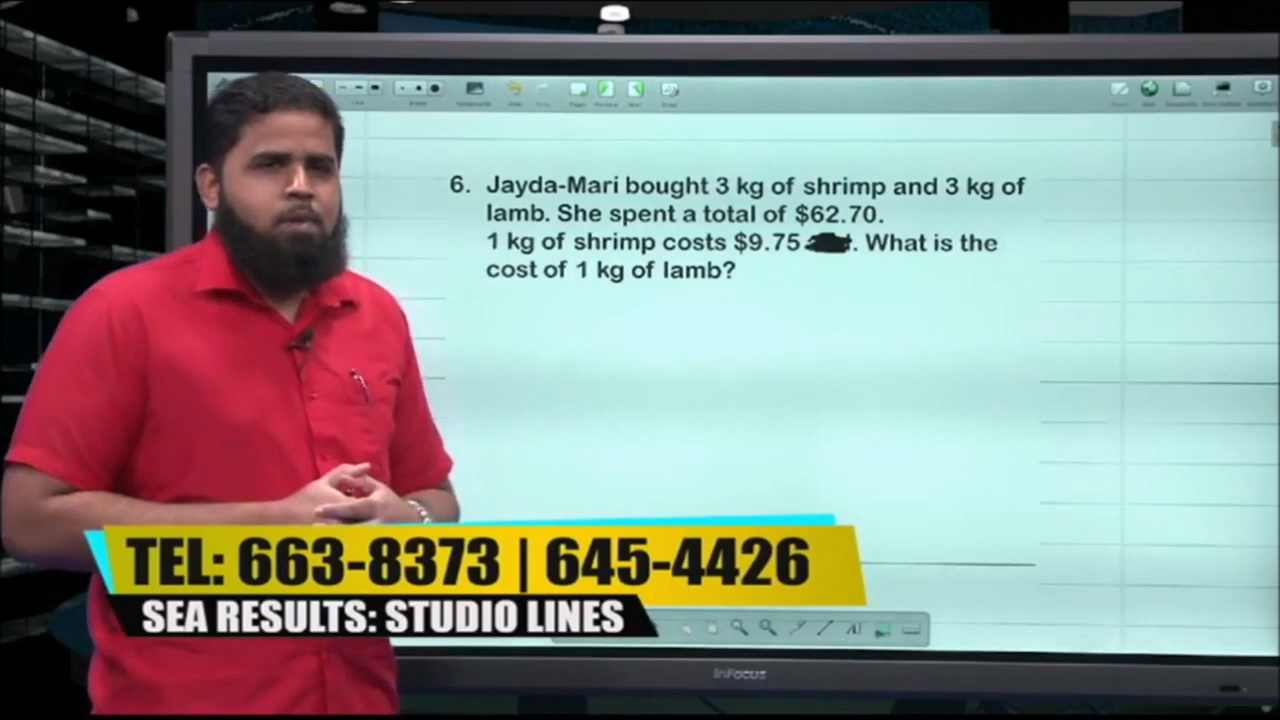 6. Jayda-Mari bought 3 kg of shrimp and 3 kg of
lamb. She spent a total of $62.70.
1 kg of shrimp costs $9.75 . What is the
cost of 1 kg of lamb?
TEL: 663-8373 | 645-4426
SEA RESULTS: STUDIO LINES
InFocus